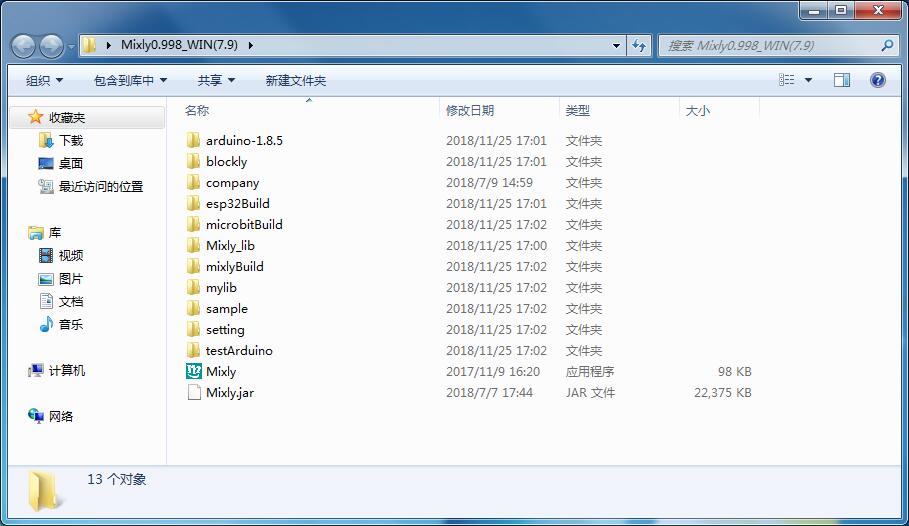 Mixly0.998_WIN(7.9)
搜索 Mixly0.998_WIN(7.9)
组织 包含到库中 共享 新建文件夹
收藏夹
下载
桌面
最近访问的位置
库
视频
图片
文档
音乐
计算机
网络
名称 修改日期 类型 大小
arduino-1.8.5 2018/11/25 17:01 文件夹
blockly 2018/11/25 17:01 文件夹
company 2018/7/9 14:59 文件夹
esp32Build 2018/11/25 17:01 文件夹
microbitBuild 2018/11/25 17:02 文件夹
Mixly_lib 2018/11/25 17:00 文件夹
mixlyBuild 2018/11/25 17:02 文件夹
mylib 2018/11/25 17:02 文件夹
sample 2018/11/25 17:02 文件夹
setting 2018/11/25 17:02 文件夹
testArduino 2018/11/25 17:02 文件夹
Mixly 2017/11/9 16:20 应用程序 98 KB
Mixly.jar 2018/7/7 17:44 JAR 文件 22,375 KB
13 个对象